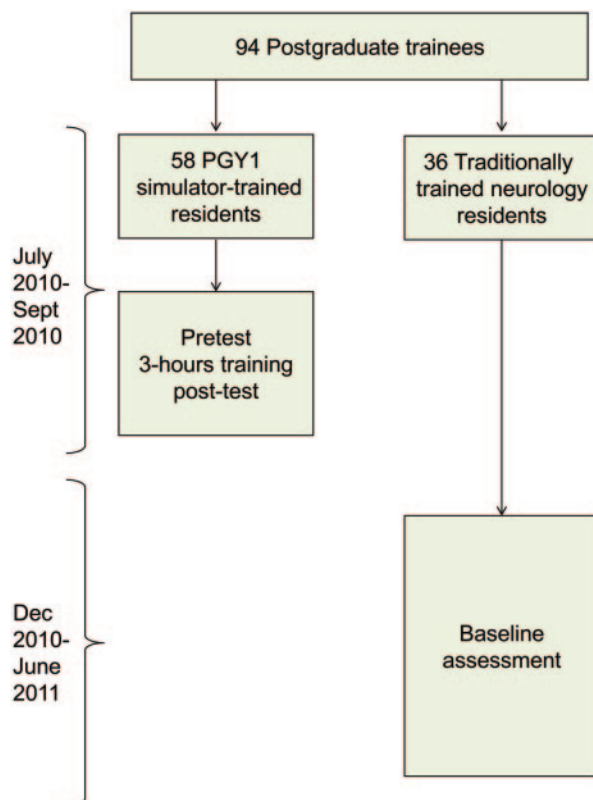 94 Postgraduate trainees
58 PGY1
simulator-trained
residents
36 Traditionally
trained neurology
residents
July
2010-
Sept
2010
Pretest
3-hours training
post-test
Dec
2010-
June
2011
Baseline
assessment